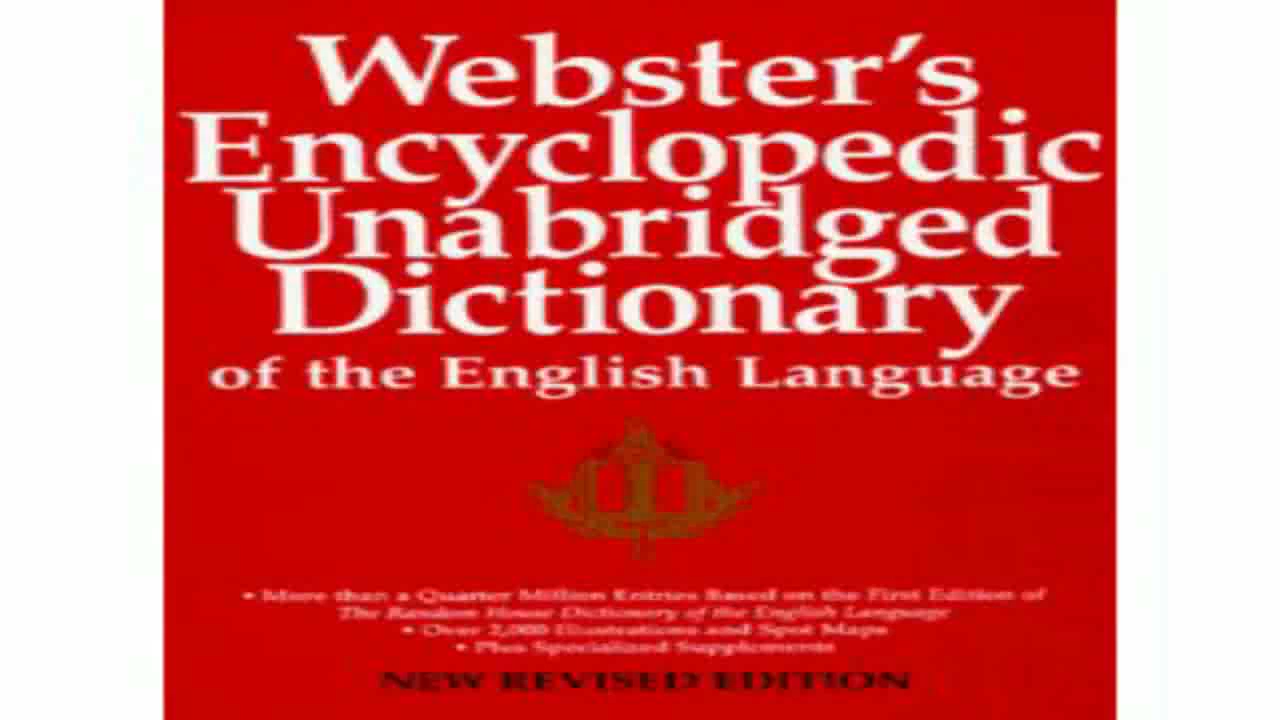 Webster's
Encyclopedic
Unabridged
Dictionary
of the English Language
• More than a Quarter Million Entries Based on the First Edition of
The Random House Dictionary of the English Language
• Over 2,000 Illustrations and Spot Maps
• Plus Specialized Supplements
NEW REVISED EDITION